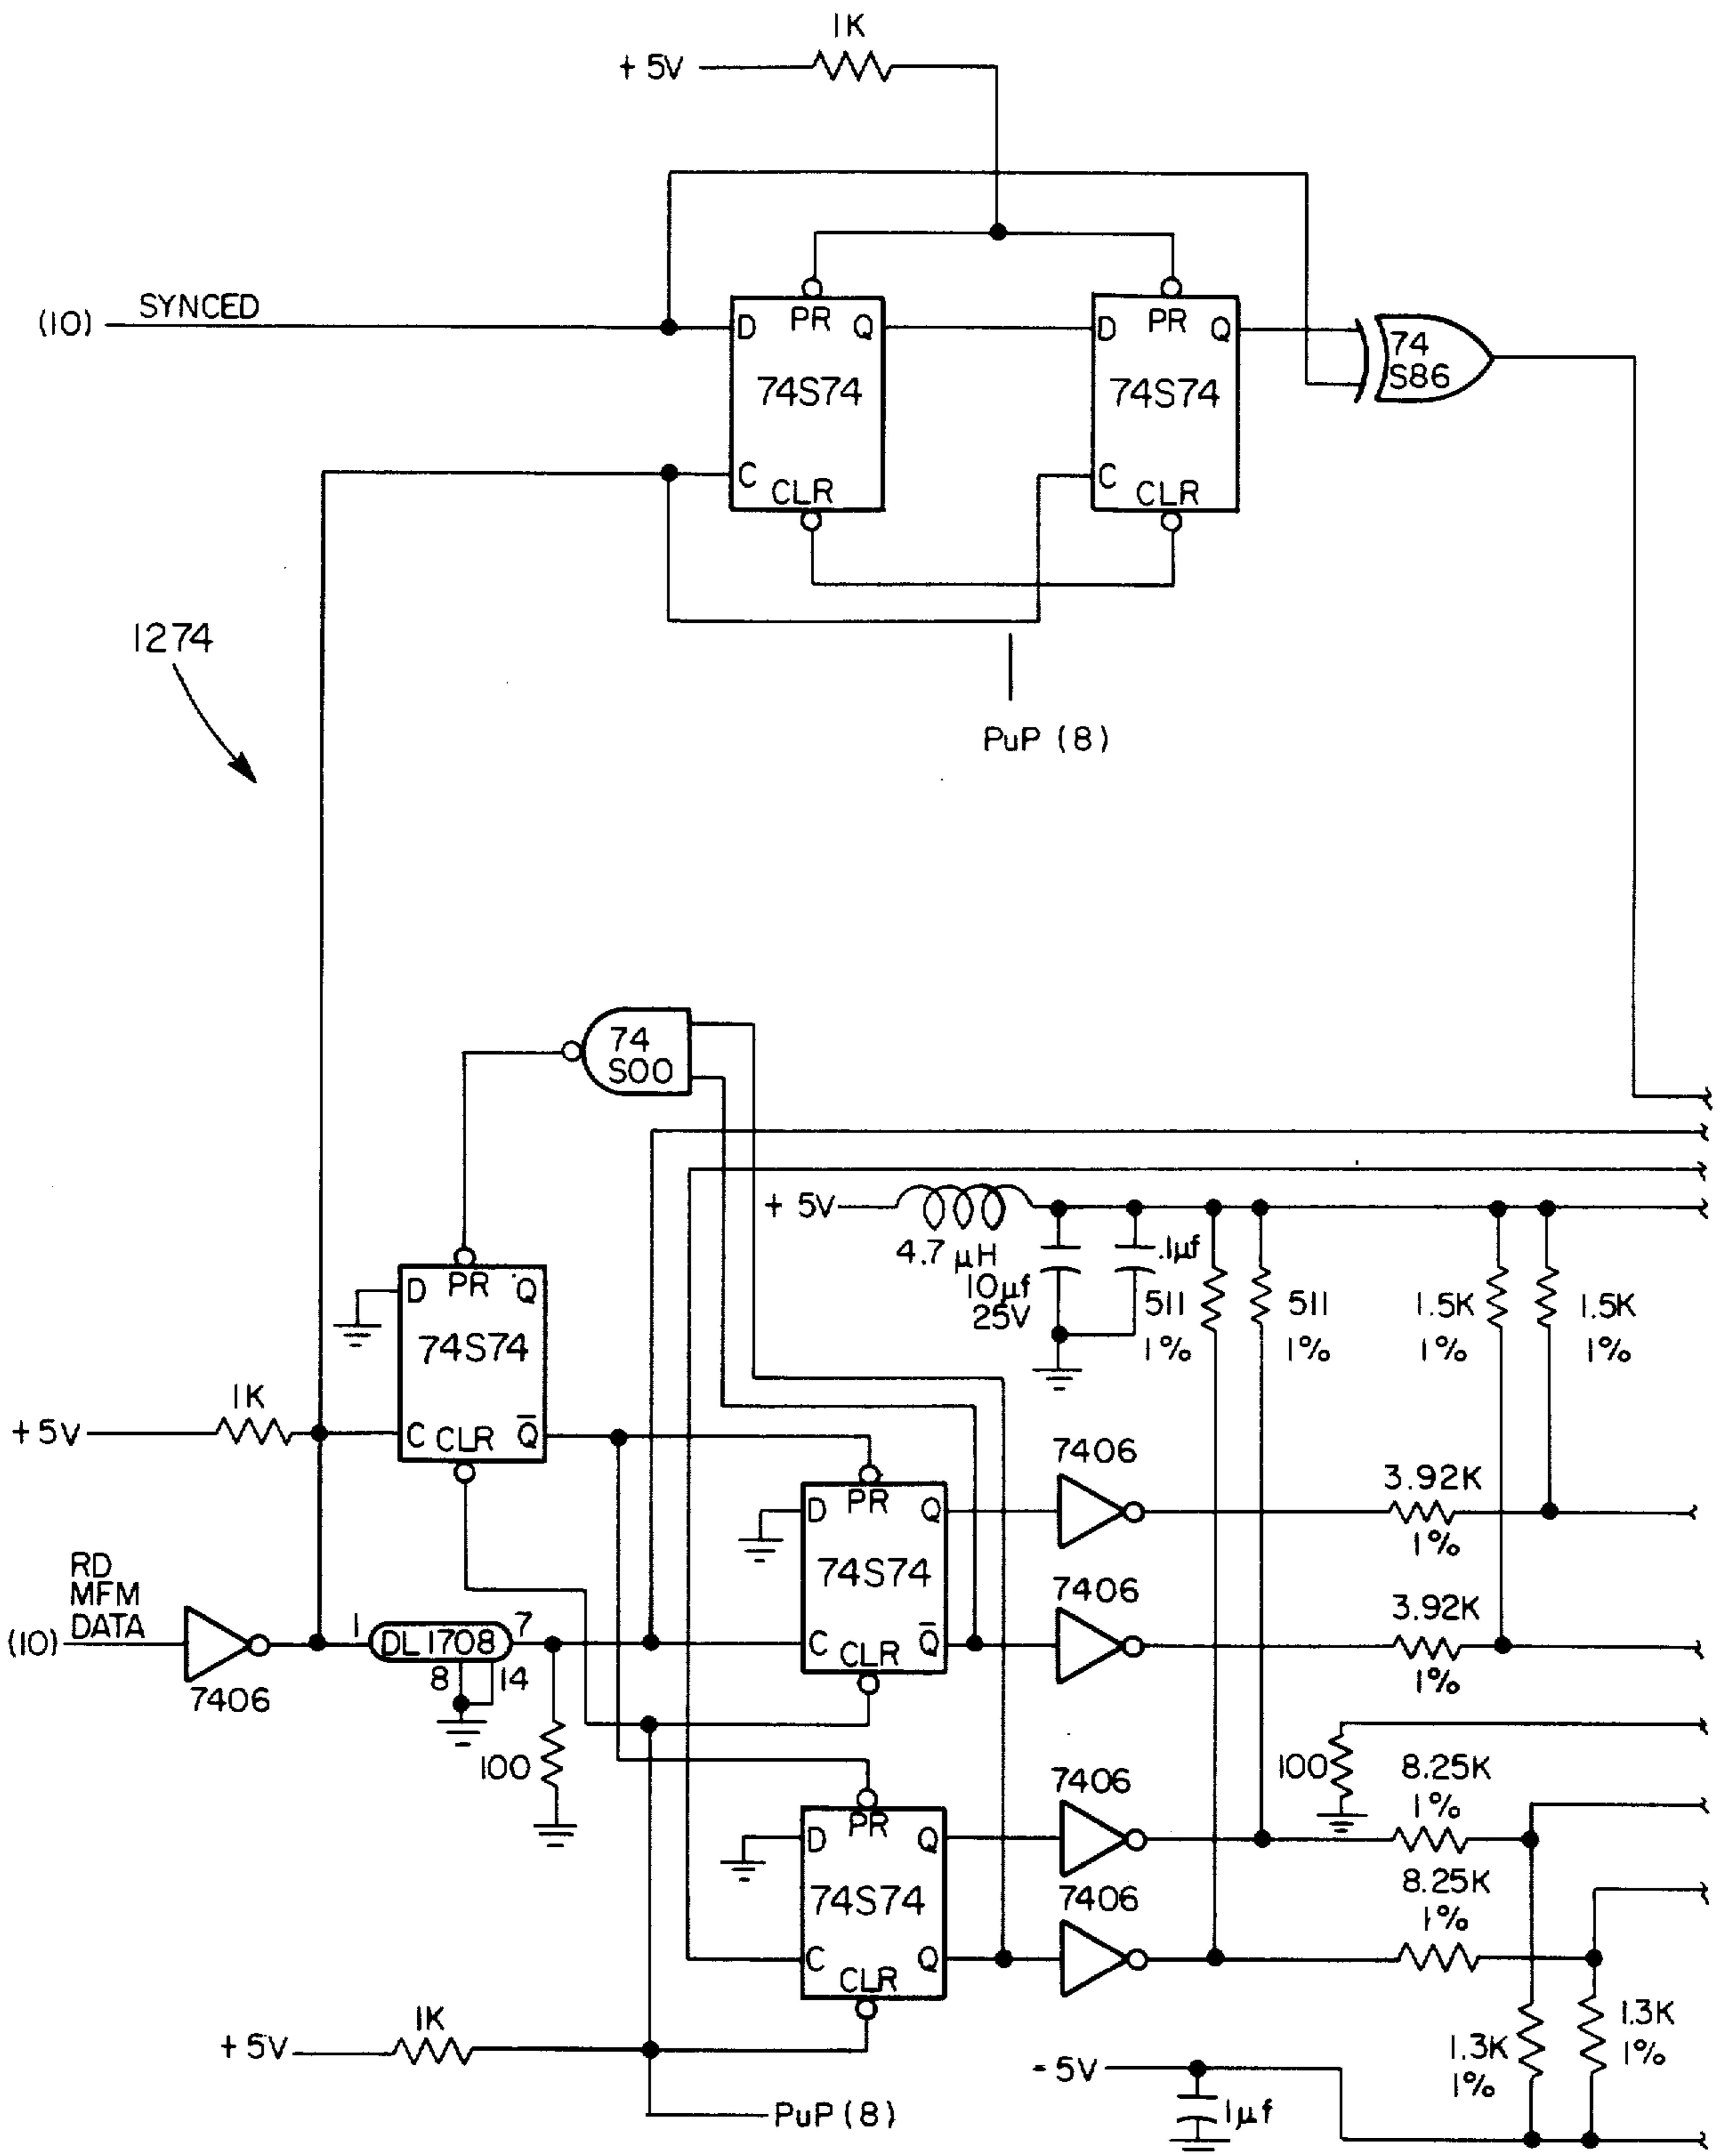 1K
+ 5V
(10) SYNCED
D PR Q
74S74
C CLR
D PR Q
74S74
C CLR
74
S86
1274
PuP (8)
74
S00
+ 5V
4.7 µH
10µf
25V
.1µf
511
1%
511
1%
1.5K
1%
1.5K
1%
D PR Q
74S74
C CLR Q̅
1K
+5V
7406
3.92K
1%
D PR Q
74S74
C CLR Q̅
7406
3.92K
1%
RD
MFM
DATA
(10)
7406
1 DL 1708 7
8 14
100
100
7406
8.25K
1%
D PR Q
74S74
C CLR Q
7406
8.25K
1%
1K
+5V
PuP (8)
- 5V
1µf
1.3K
1%
1.3K
1%